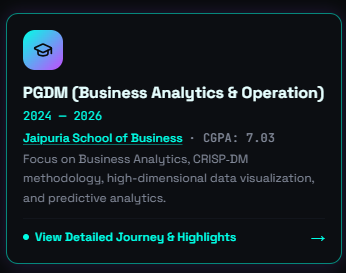 PGDM (Business Analytics & Operation)
2024 — 2026
Jaipuria School of Business · CGPA: 7.03
Focus on Business Analytics, CRISP-DM
methodology, high-dimensional data visualization,
and predictive analytics.
View Detailed Journey & Highlights →